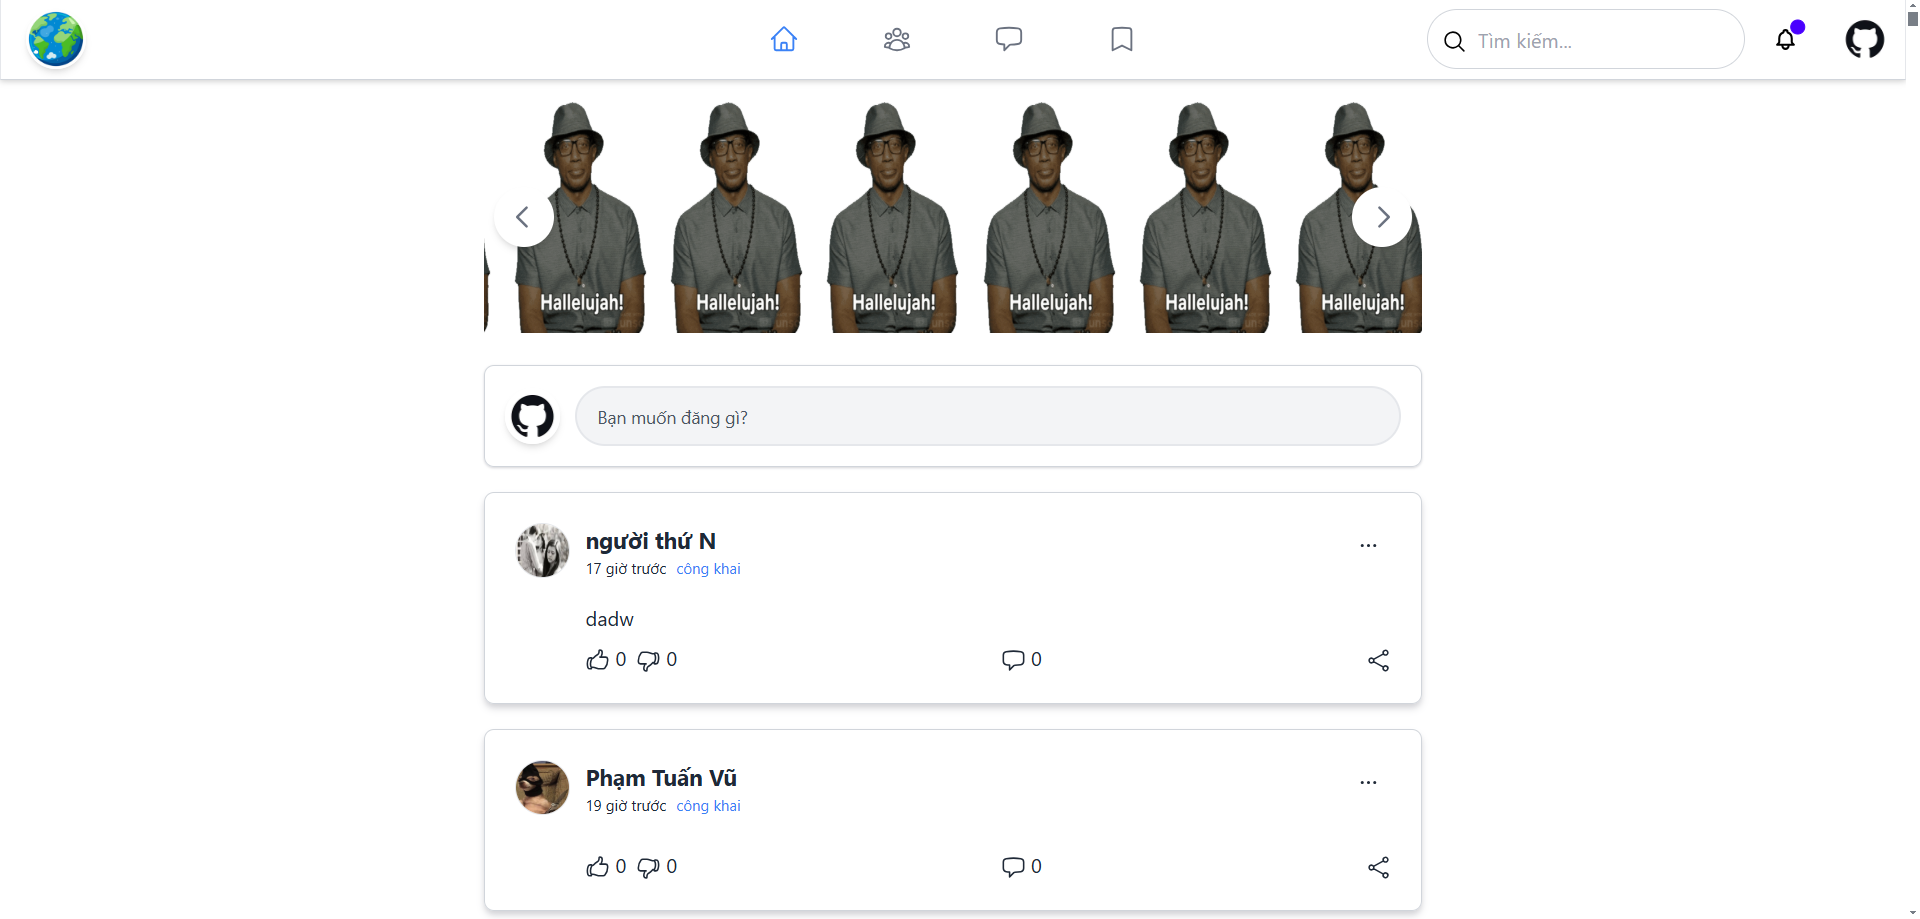 Tìm kiếm...
Hallelujah! Hallelujah! Hallelujah! Hallelujah! Hallelujah! Hallelujah!
Bạn muốn đăng gì?
người thứ N
17 giờ trước công khai
dadw
0 0 0
Phạm Tuấn Vũ
19 giờ trước công khai
0 0 0